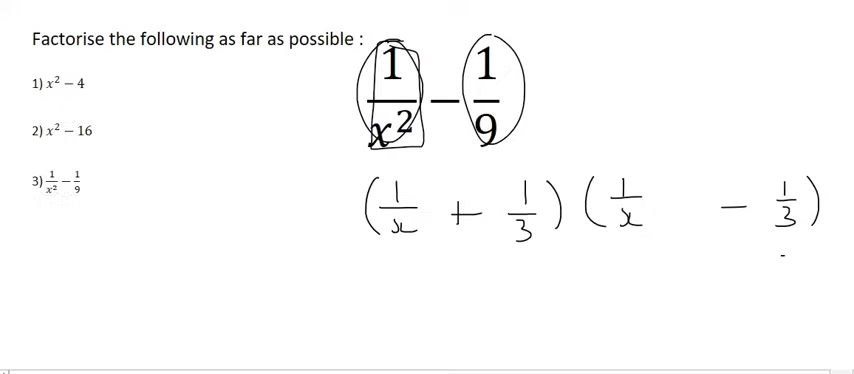 Factorise the following as far as possible :
1) x² – 4
2) x² – 16
3) 1/x² – 1/9
1/x² – 1/9
(1/x + 1/3) (1/x – 1/3)